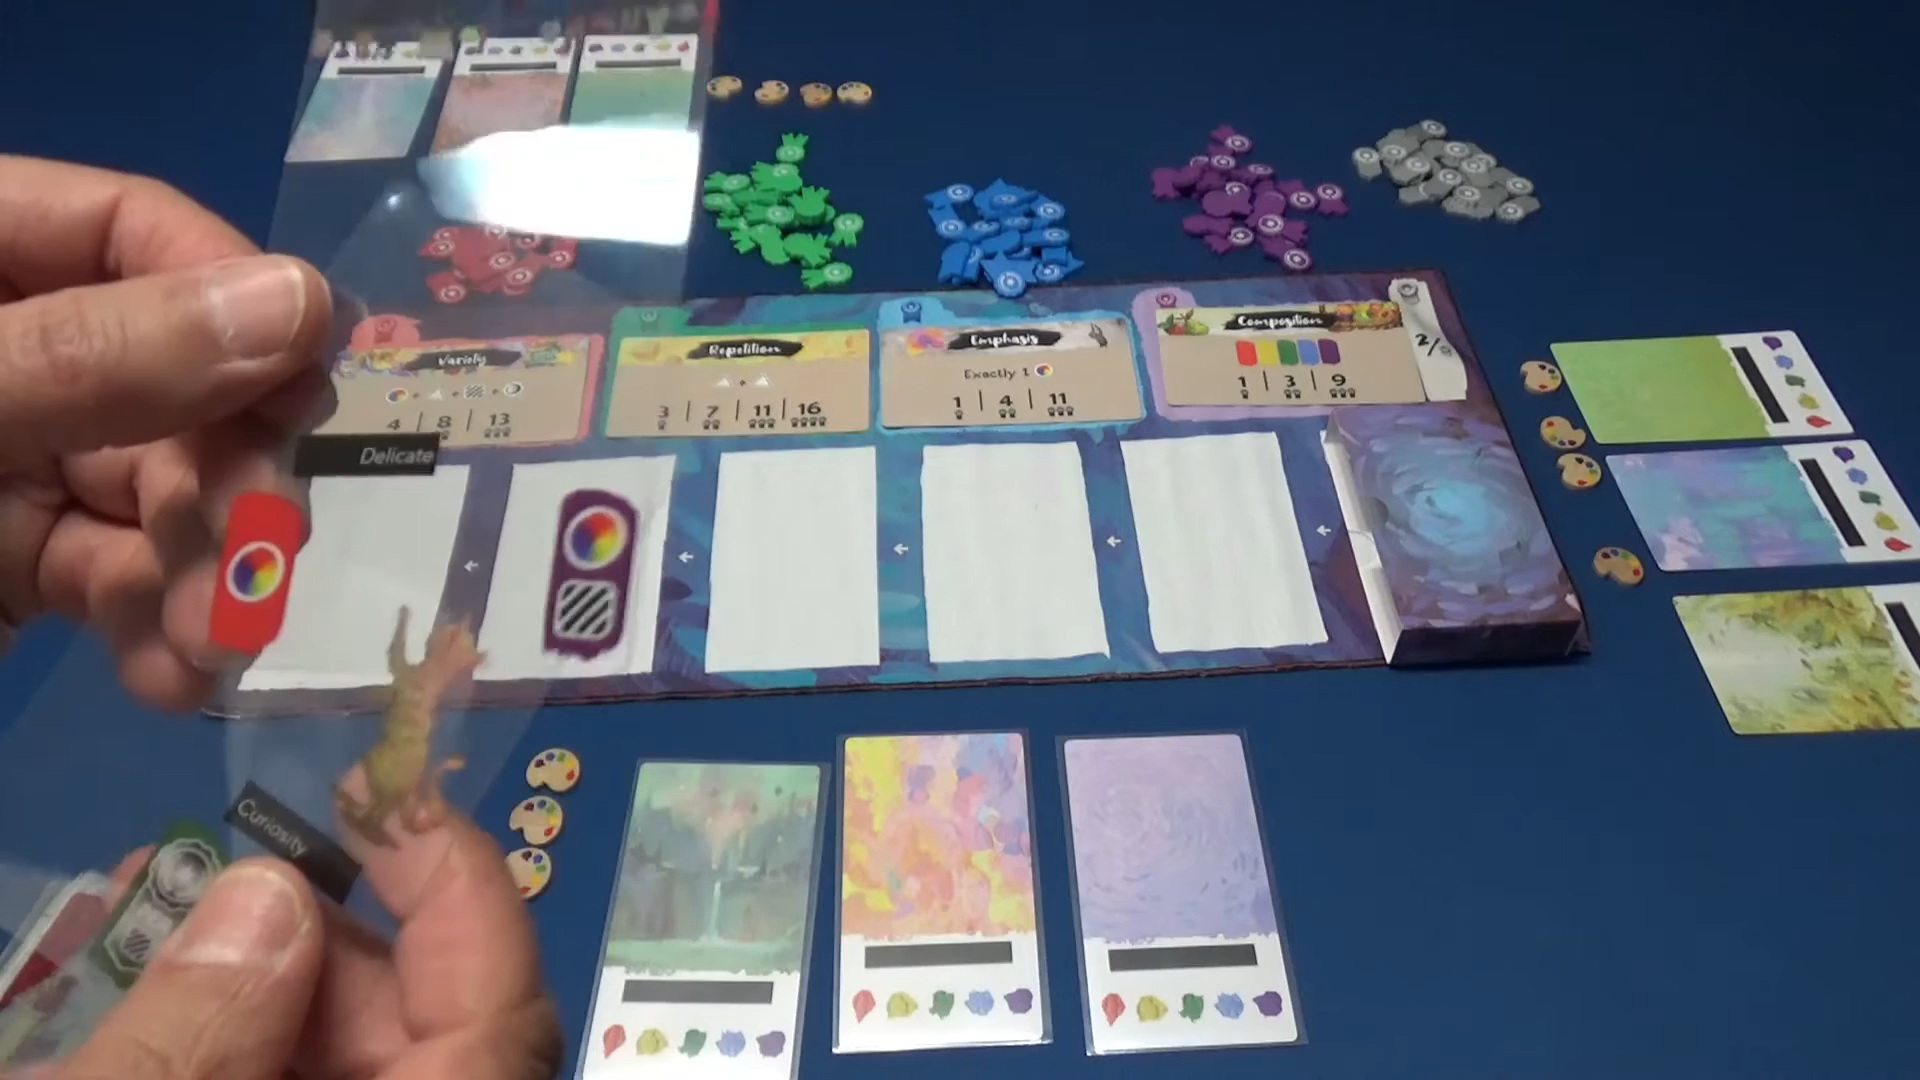 Variety
4 8 13
Repetition
3 7 11 16
Emphasis
Exactly 1
1 4 11
Composition
1 3 9
2/
Delicate
Curiosity